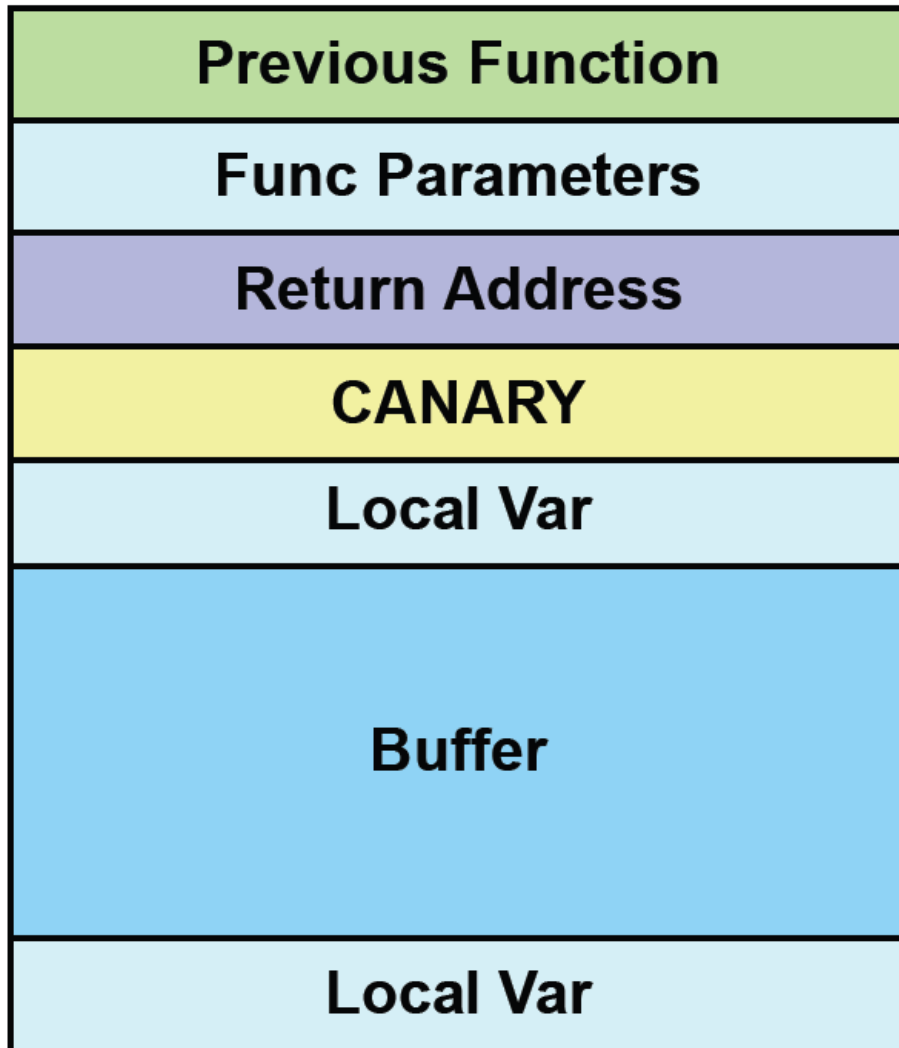 Previous Function
Func Parameters
Return Address
CANARY
Local Var
Buffer
Local Var